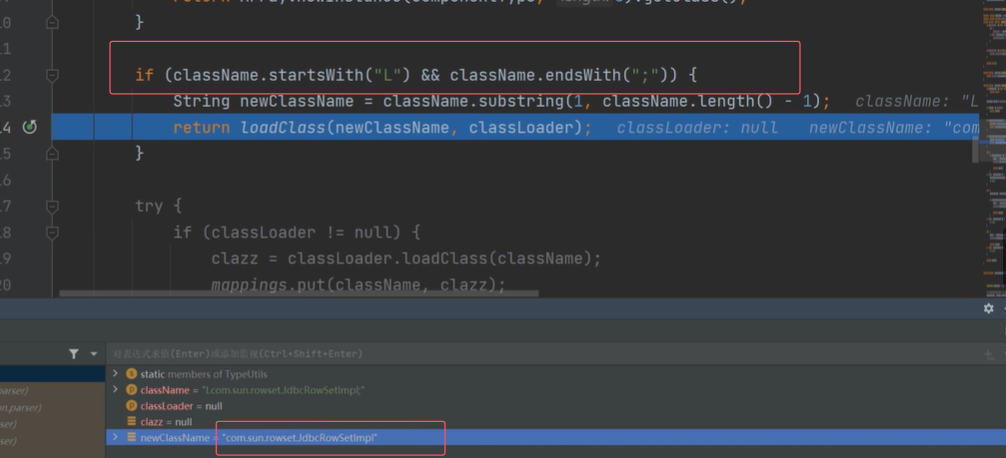 10
}
11
12
if (className.startsWith("L") && className.endsWith(";")) {
13
String newClassName = className.substring(1, className.length() - 1); className: "L
14
return loadClass(newClassName, classLoader); classLoader: null newClassName: "com
15
}
16
17
try {
18
if (classLoader != null) {
19
clazz = classLoader.loadClass(className);
20
mappings.put(className, clazz);
对表达式求值(Enter)或添加监视(Ctrl+Shift+Enter)
static members of TypeUtils
parser)
className = "Lcom.sun.rowset.JdbcRowSetImpl;"
n.parser)
classLoader = null
parser)
clazz = null
ser)
newClassName = "com.sun.rowset.JdbcRowSetImpl"